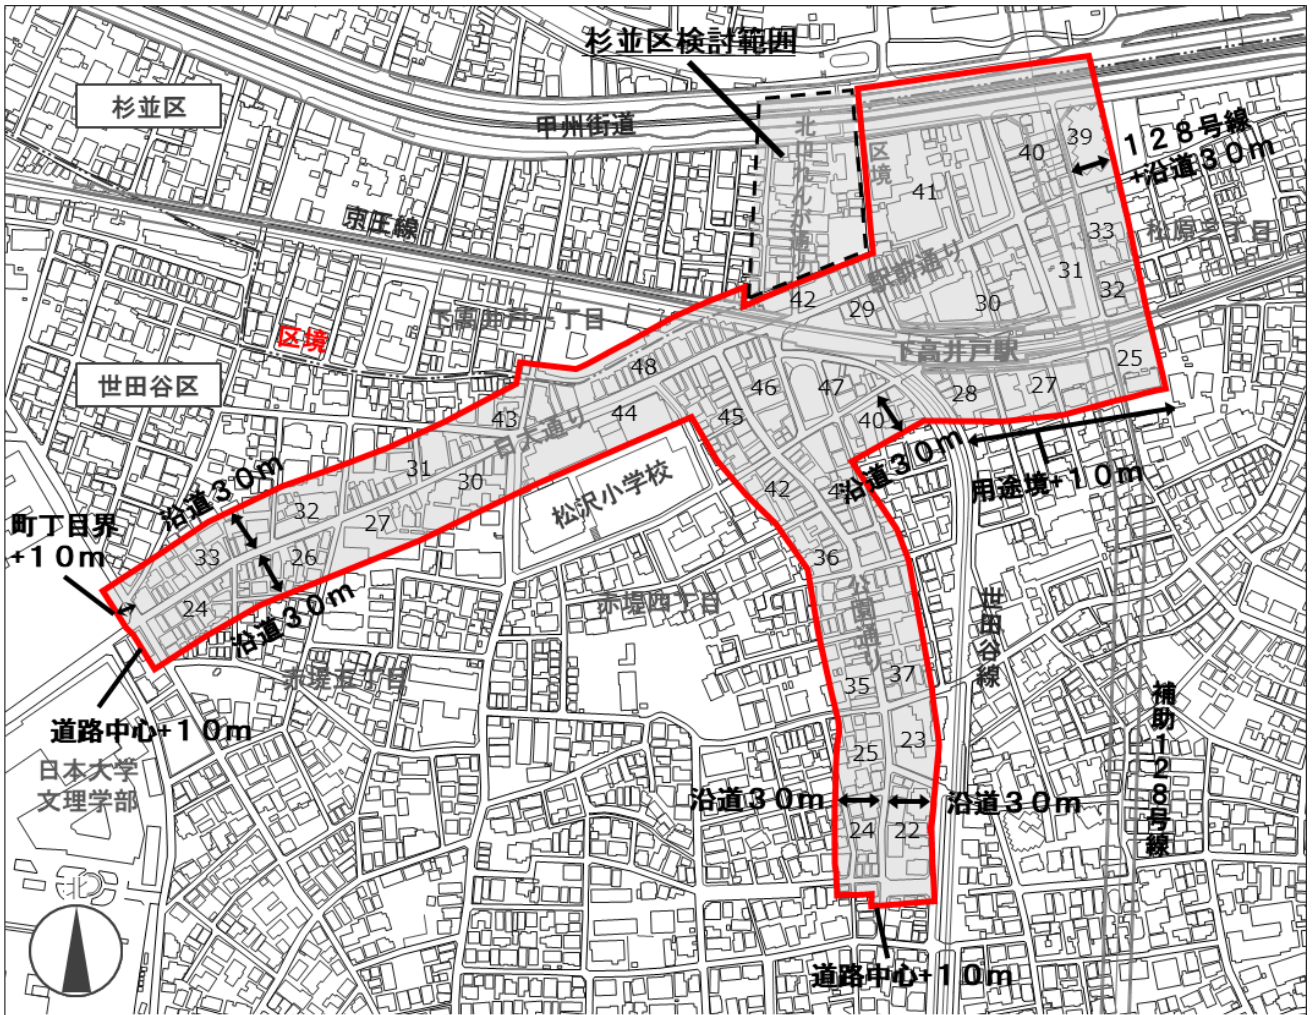 杉並区検討範囲
杉並区
甲州街道
北口れんが通り
区境
41
40
39
128号線
+沿道30m
京王線
松原3丁目
33
31
32
駅前通り
42
29
30
下高井戸一丁目
区境
下高井戸駅
世田谷区
48
46
47
28
27
25
43
日大通り
44
45
40
沿道30m
用途境+10m
31
30
松沢小学校
42
沿道30m
32
27
町丁目界
+10m
33
26
24
沿道30m
36
赤堤四丁目
公園通り
世田谷線
赤堤五丁目
35
37
道路中心+10m
25
23
補助128号線
日本大学
文理学部
沿道30m
沿道30m
24
22
北
道路中心+10m